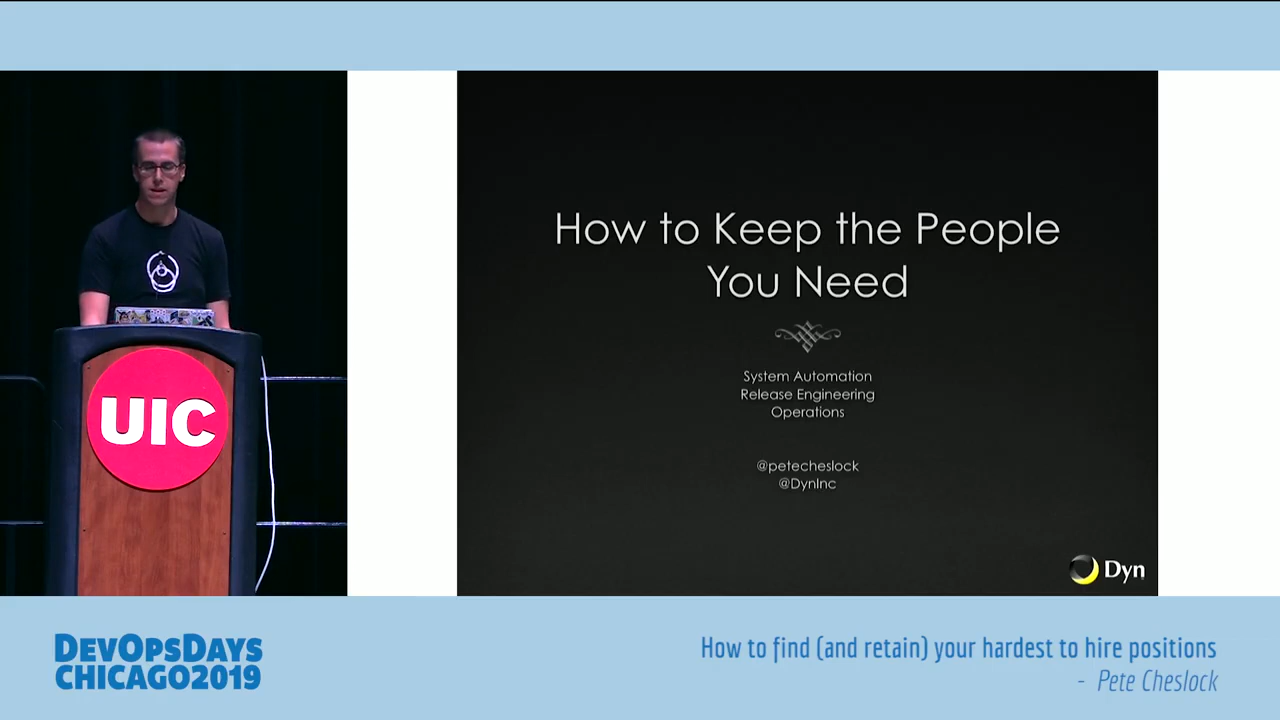 How to Keep the People
You Need
System Automation
Release Engineering
Operations
@petecheslock
@DynInc
Dyn
UIC
DevOpsDays
Chicago2019
How to find (and retain) your hardest to hire positions
- Pete Cheslock